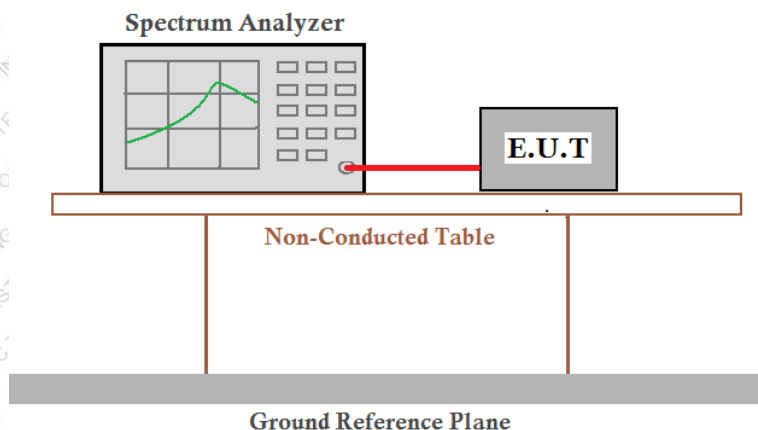 Spectrum Analyzer
E.U.T
Non-Conducted Table
Ground Reference Plane